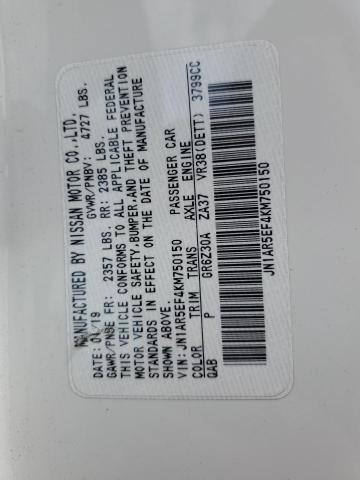 MANUFACTURED BY NISSAN MOTOR CO.,LTD.
DATE: 04/19 GVWR/PNBV: 4727 LBS.
GAWR/PNBE FR: 2357 LBS. RR: 2385 LBS.
THIS VEHICLE CONFORMS TO ALL APPLICABLE FEDERAL
MOTOR VEHICLE SAFETY,BUMPER,AND THEFT PREVENTION
STANDARDS IN EFFECT ON THE DATE OF MANUFACTURE
SHOWN ABOVE.
VIN: JN1AR5EF4KM750150 PASSENGER CAR
COLOR TRIM TRANS AXLE ENGINE
QAB P GR6Z30A ZA37 VR38(DETT) 3799CC
JN1AR5EF4KM750150